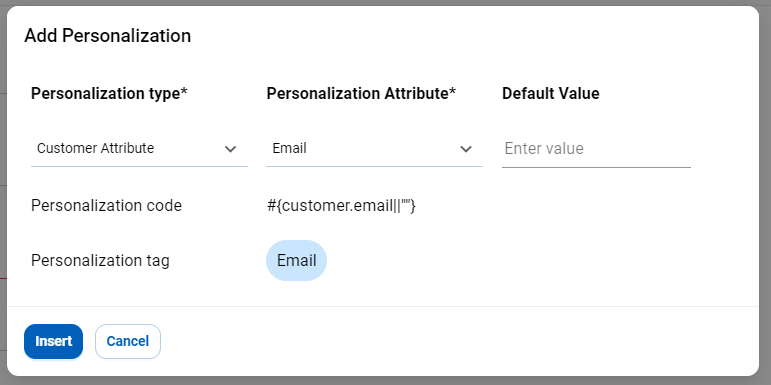 Add Personalization
Personalization type* Personalization Attribute* Default Value
Customer Attribute Email Enter value
Personalization code #{customer.email||""}
Personalization tag Email
Insert Cancel